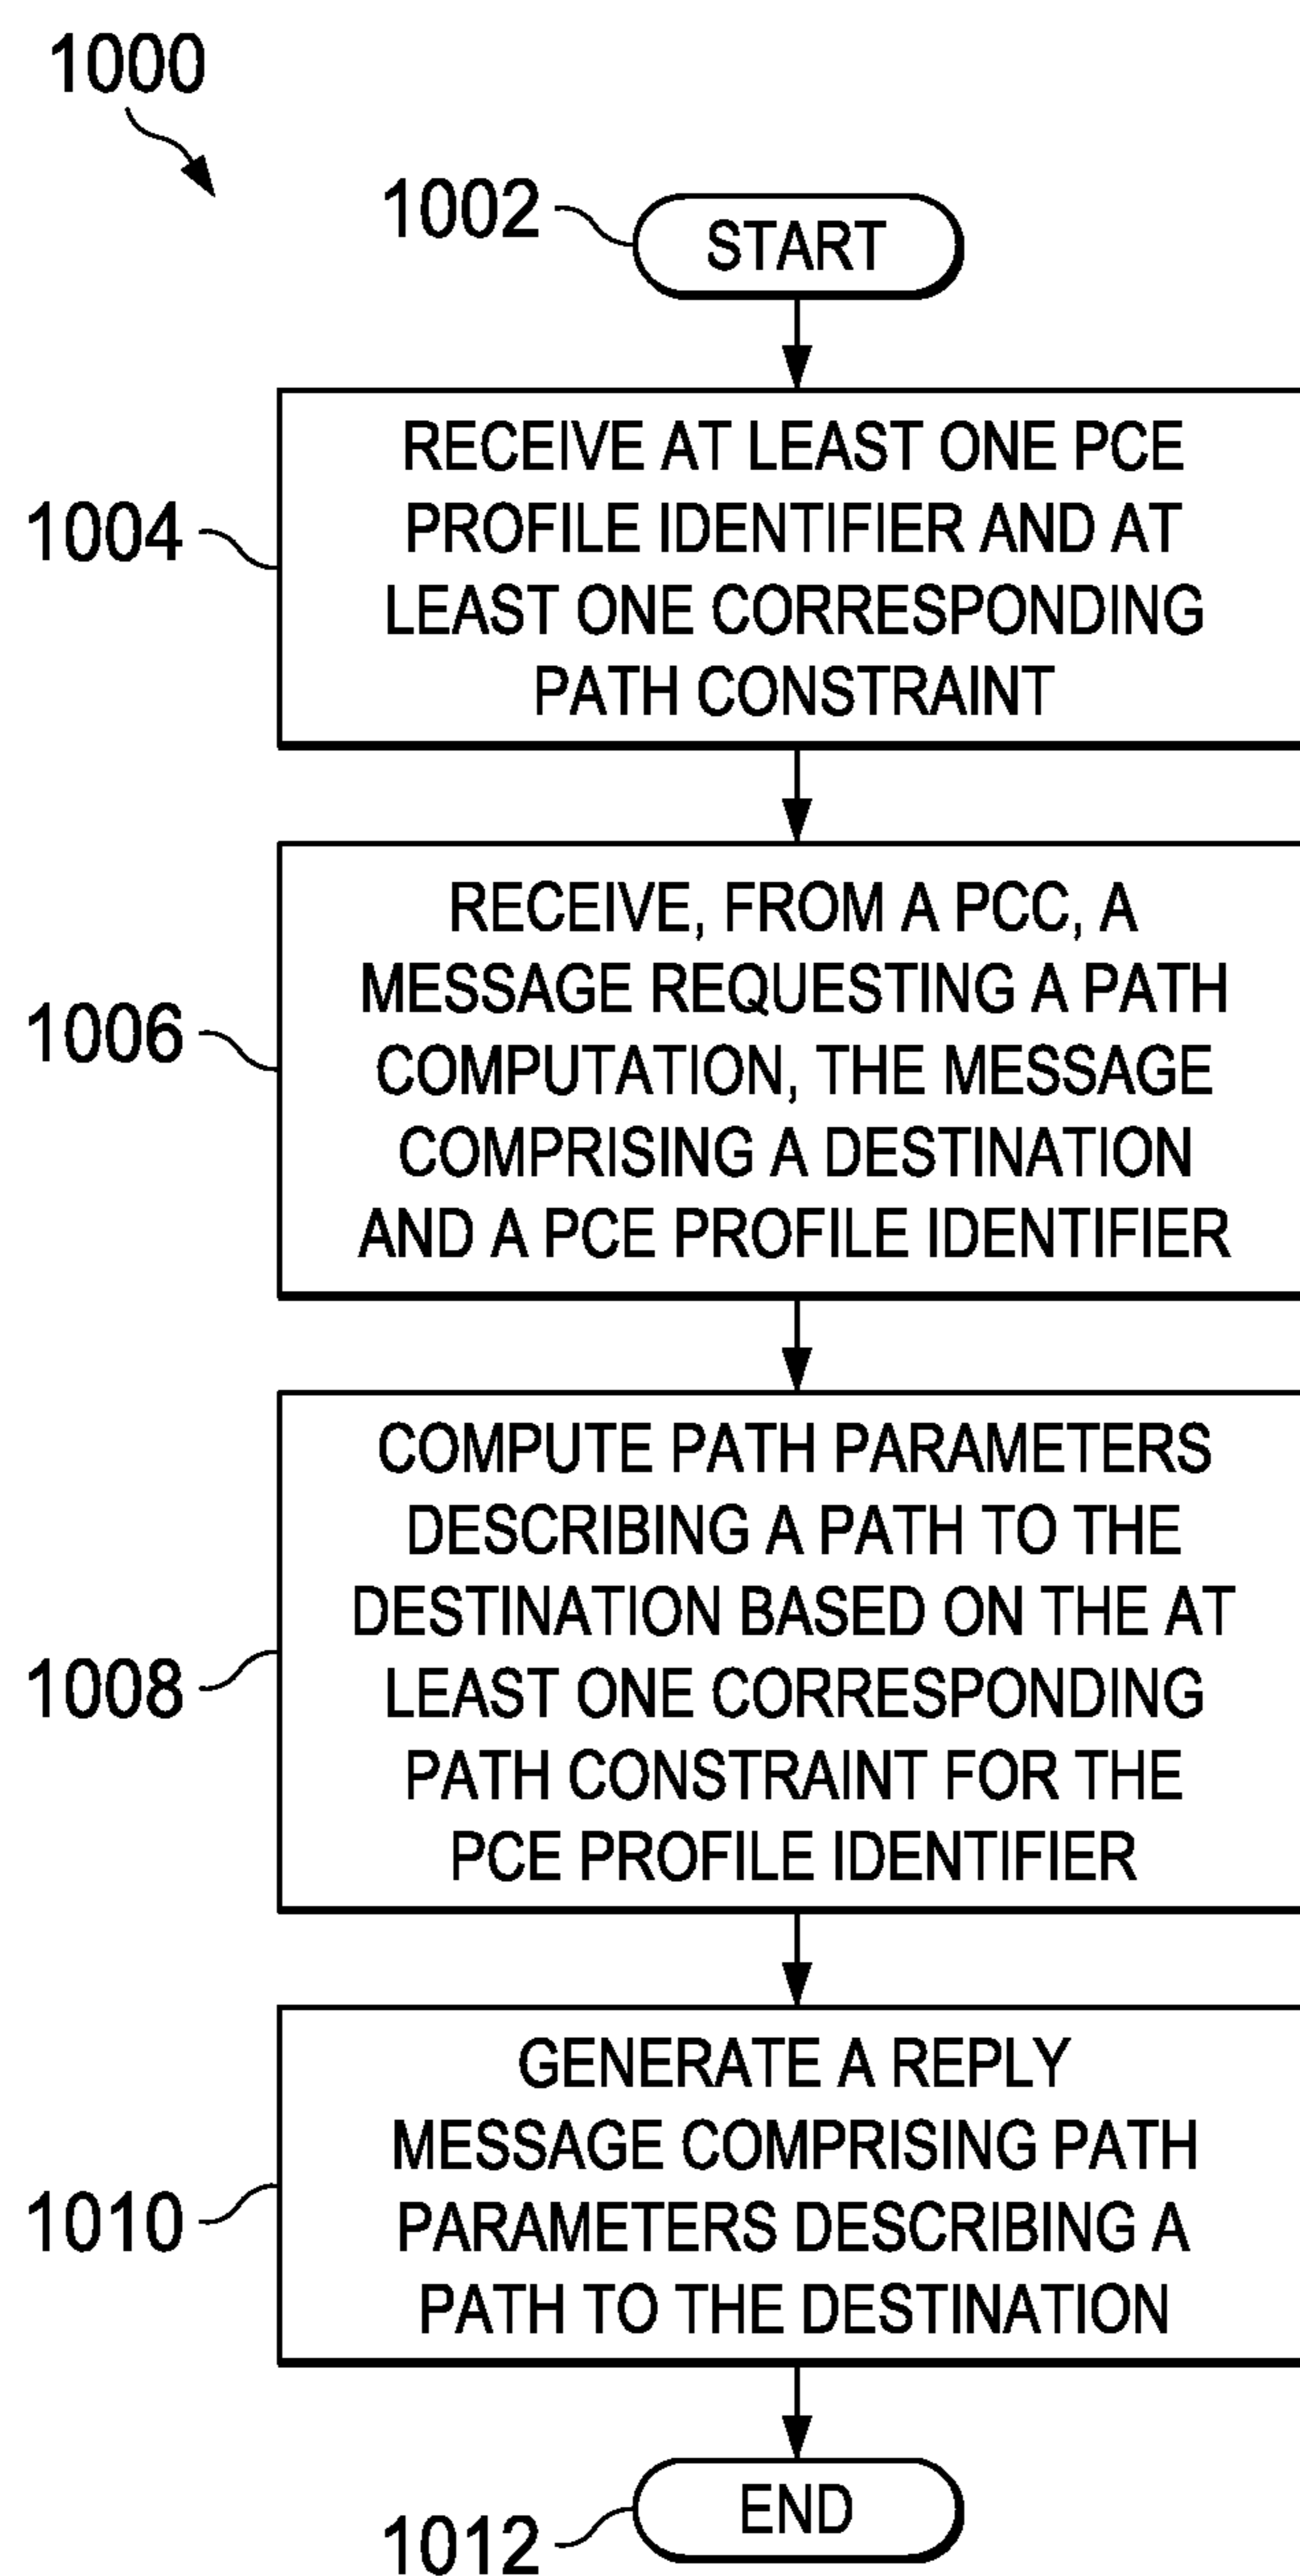 1000
1002
START
1004
RECEIVE AT LEAST ONE PCE
PROFILE IDENTIFIER AND AT
LEAST ONE CORRESPONDING
PATH CONSTRAINT
1006
RECEIVE, FROM A PCC, A
MESSAGE REQUESTING A PATH
COMPUTATION, THE MESSAGE
COMPRISING A DESTINATION
AND A PCE PROFILE IDENTIFIER
1008
COMPUTE PATH PARAMETERS
DESCRIBING A PATH TO THE
DESTINATION BASED ON THE AT
LEAST ONE CORRESPONDING
PATH CONSTRAINT FOR THE
PCE PROFILE IDENTIFIER
1010
GENERATE A REPLY
MESSAGE COMPRISING PATH
PARAMETERS DESCRIBING A
PATH TO THE DESTINATION
1012
END